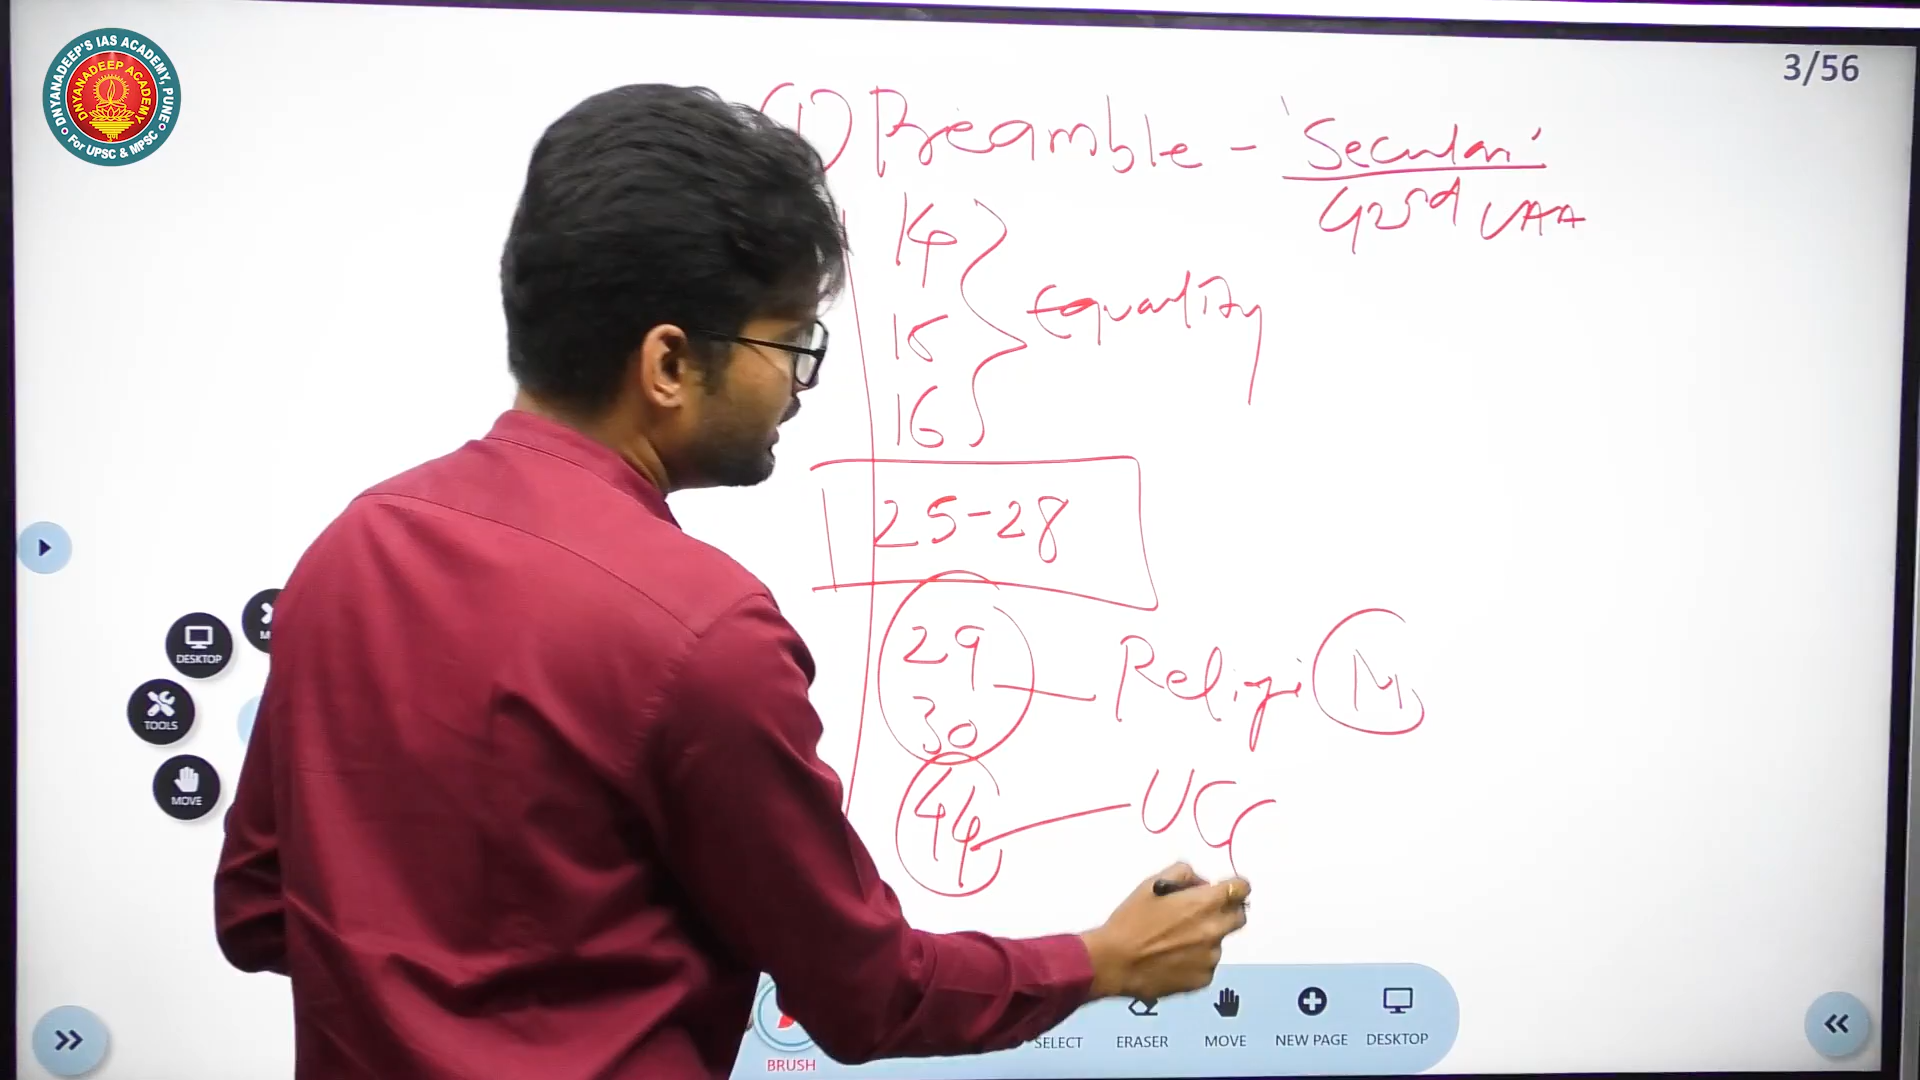 DNYANADEEP'S IAS ACADEMY, PUNE
DNYANADEEP ACADEMY
पुणे
For UPSC & MPSC
3/56
(1) Preamble - 'Secular'
42nd CAA
14
15
16
Equality
25-28
29
30
Religi M
44
UCC
DESKTOP
TOOLS
MOVE
BRUSH
SELECT
ERASER
MOVE
NEW PAGE
DESKTOP